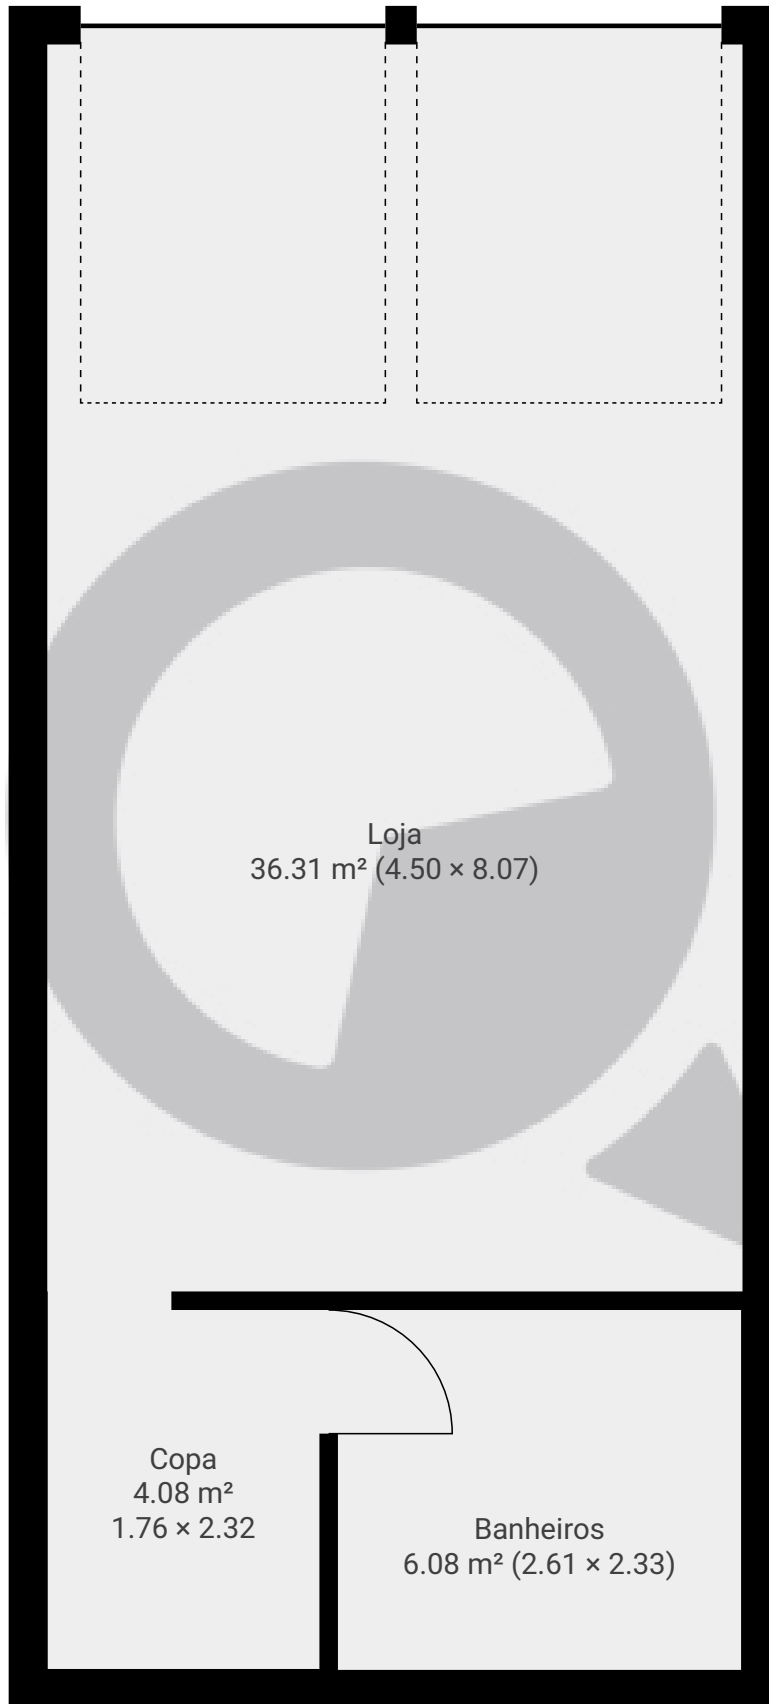 Loja
36.31 m² (4.50 × 8.07)
Copa
4.08 m²
1.76 × 2.32
Banheiros
6.08 m² (2.61 × 2.33)